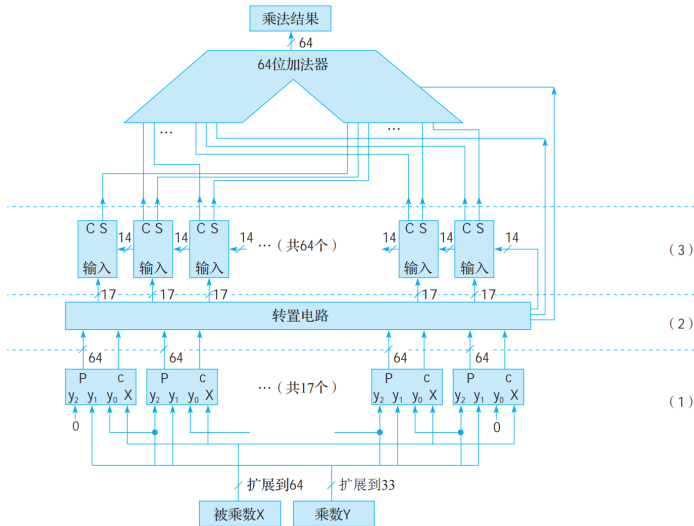 乘法结果
64
64位加法器
… …
C S C S C S C S C S
14 14 14 …(共64个) 14 14 14 (3)
输入 输入 输入 输入 输入
17 17 17 17 17
转置电路 (2)
64 64 64 64
P c P c P c P c
…(共17个) (1)
y₂ y₁ y₀ X y₂ y₁ y₀ X y₂ y₁ y₀ X y₂ y₁ y₀ X
0 0
扩展到64 扩展到33
被乘数X 乘数Y